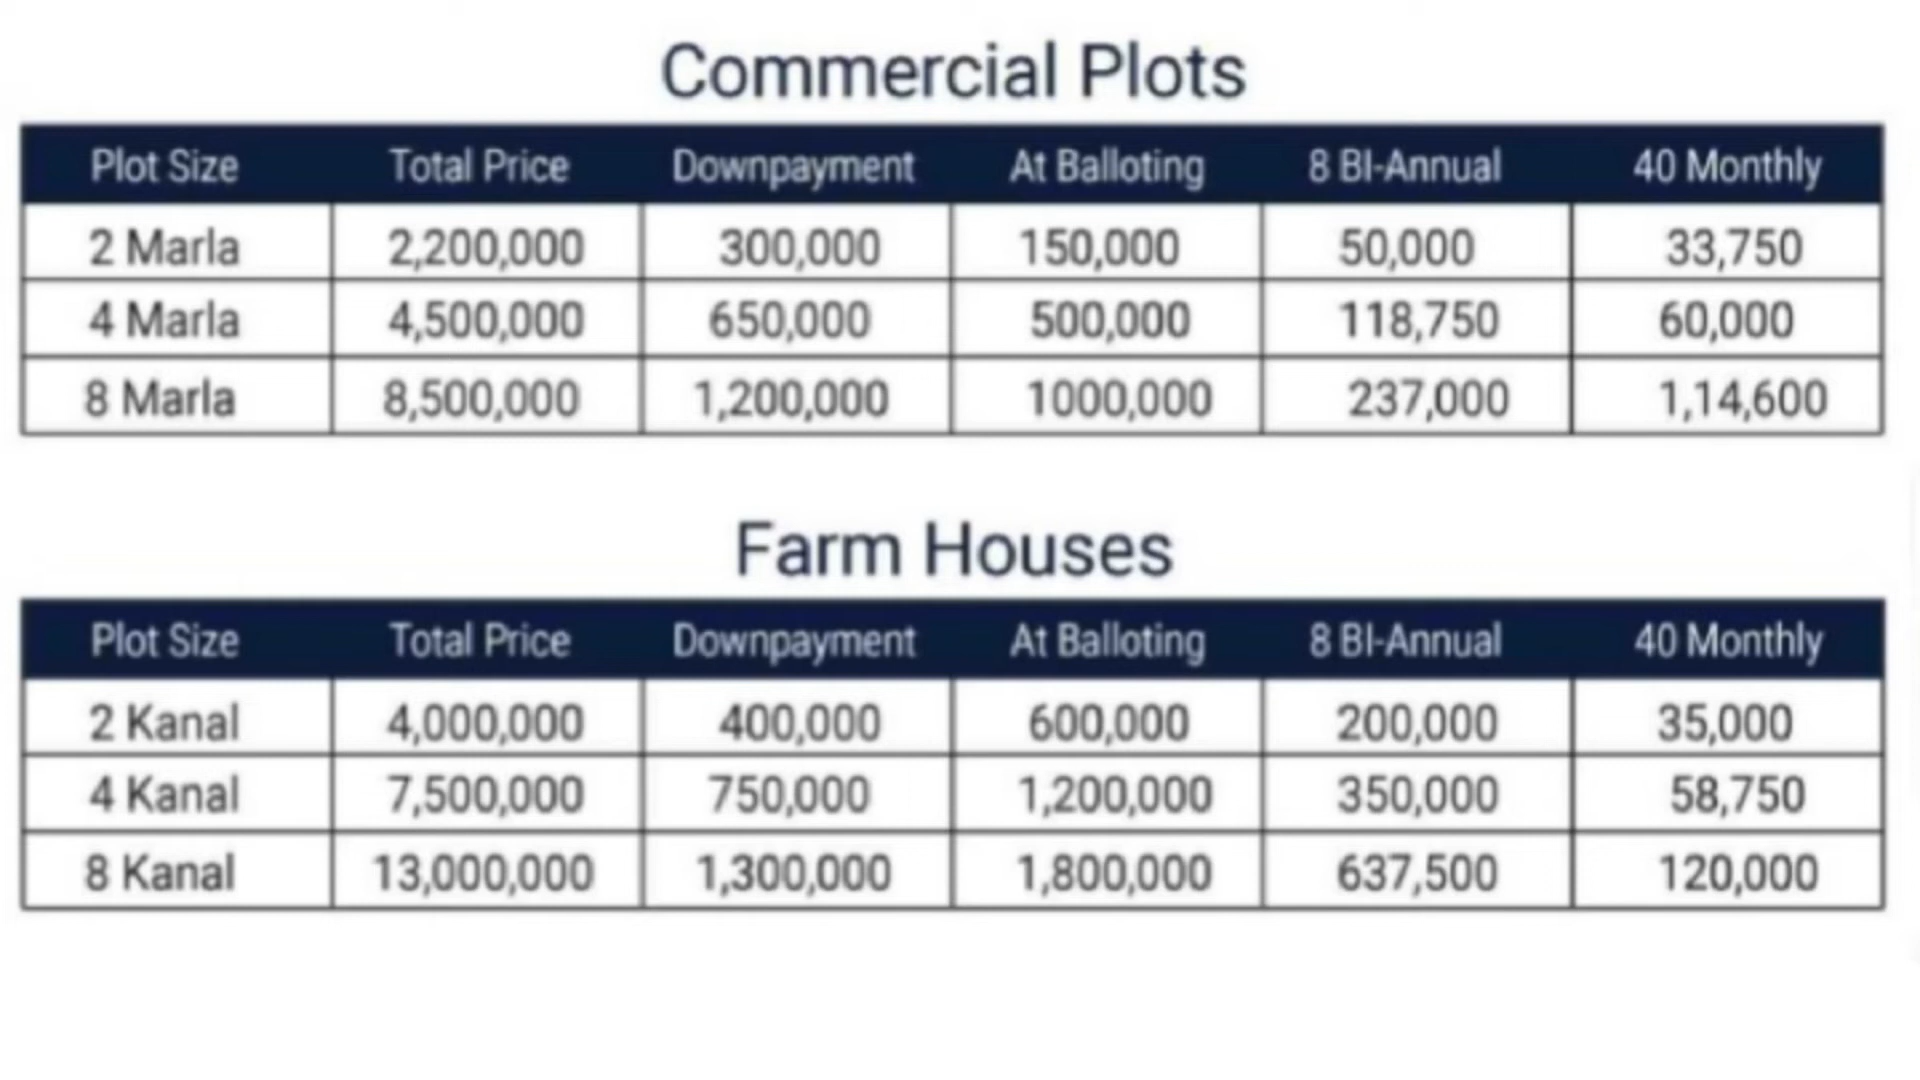 Commercial Plots
Plot Size Total Price Downpayment At Balloting 8 BI-Annual 40 Monthly
2 Marla 2,200,000 300,000 150,000 50,000 33,750
4 Marla 4,500,000 650,000 500,000 118,750 60,000
8 Marla 8,500,000 1,200,000 1000,000 237,000 1,14,600
Farm Houses
Plot Size Total Price Downpayment At Balloting 8 BI-Annual 40 Monthly
2 Kanal 4,000,000 400,000 600,000 200,000 35,000
4 Kanal 7,500,000 750,000 1,200,000 350,000 58,750
8 Kanal 13,000,000 1,300,000 1,800,000 637,500 120,000